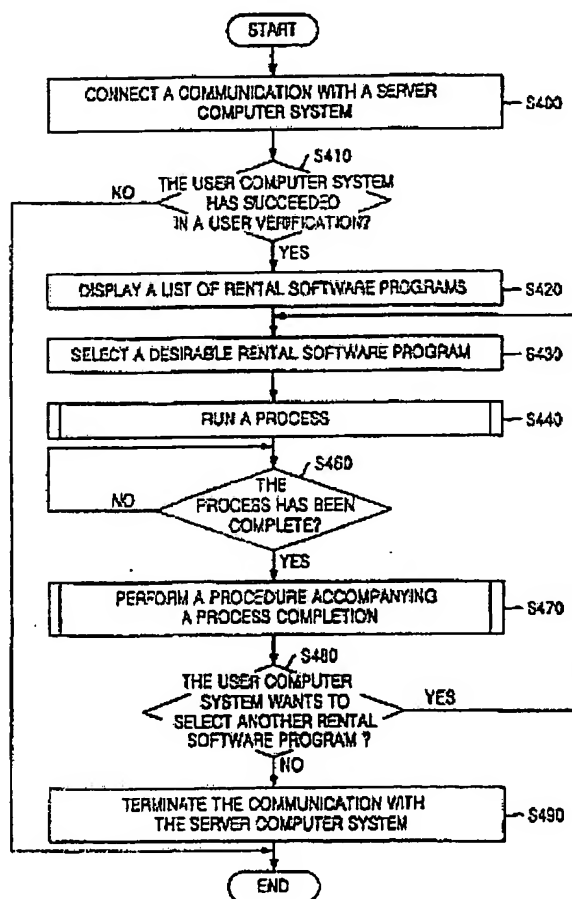 START
CONNECT A COMMUNICATION WITH A SERVER
COMPUTER SYSTEM
S400
S410
NO
THE USER COMPUTER SYSTEM
HAS SUCCEEDED
IN A USER VERIFICATION?
YES
DISPLAY A LIST OF RENTAL SOFTWARE PROGRAMS
S420
SELECT A DESIRABLE RENTAL SOFTWARE PROGRAM
S430
RUN A PROCESS
S440
S460
NO
THE
PROCESS HAS BEEN
COMPLETE?
YES
PERFORM A PROCEDURE ACCOMPANYING
A PROCESS COMPLETION
S470
S480
THE USER COMPUTER
SYSTEM WANTS TO
SELECT ANOTHER RENTAL
SOFTWARE PROGRAM ?
YES
NO
TERMINATE THE COMMUNICATION WITH
THE SERVER COMPUTER SYSTEM
S490
END